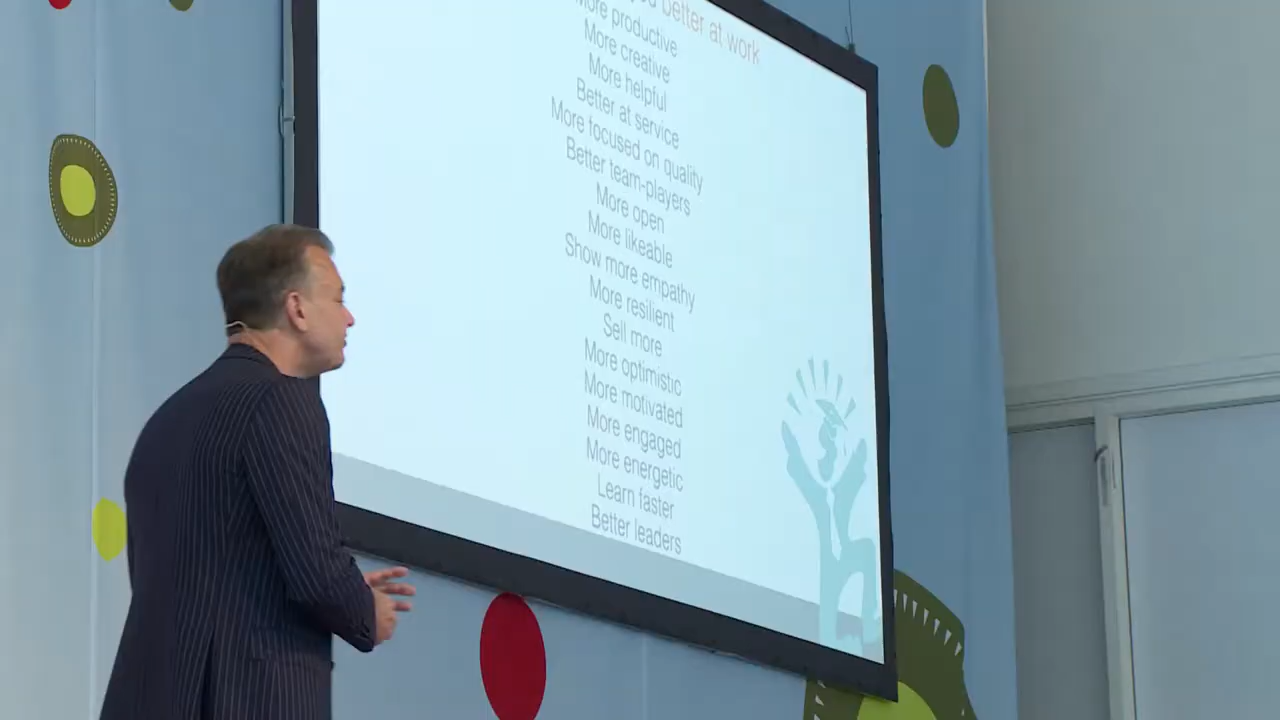 better at work
More productive
More creative
More helpful
Better at service
More focused on quality
Better team-players
More open
More likeable
Show more empathy
More resilient
Sell more
More optimistic
More motivated
More engaged
More energetic
Learn faster
Better leaders